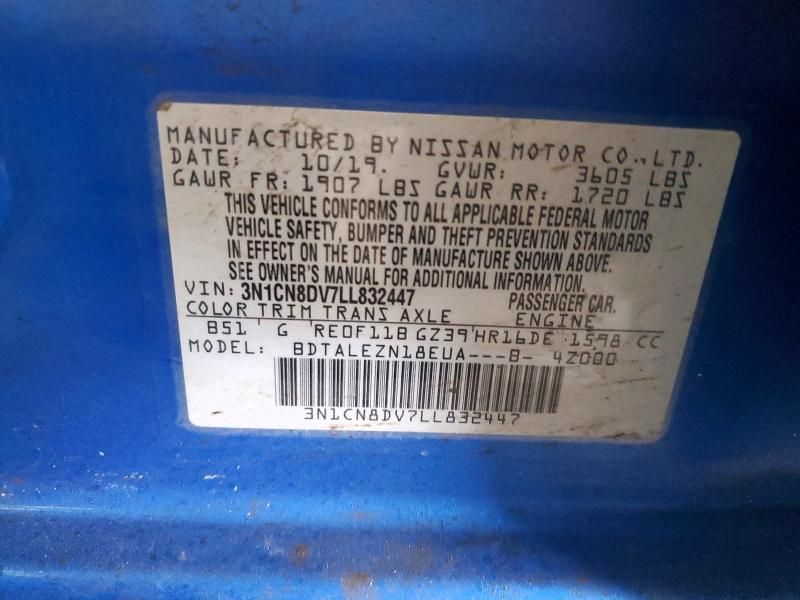 MANUFACTURED BY NISSAN MOTOR CO., LTD.
DATE: 10/19. GVWR: 3605 LBS
GAWR FR: 1907 LBS GAWR RR: 1720 LBS
THIS VEHICLE CONFORMS TO ALL APPLICABLE FEDERAL MOTOR
VEHICLE SAFETY, BUMPER AND THEFT PREVENTION STANDARDS
IN EFFECT ON THE DATE OF MANUFACTURE SHOWN ABOVE.
SEE OWNER'S MANUAL FOR ADDITIONAL INFORMATION.
VIN: 3N1CN8DV7LL832447 PASSENGER CAR.
COLOR TRIM TRANS AXLE ENGINE
B51 G RE0F11B GZ39 HR16DE 1598 CC
MODEL: BDTALEZN18EUA---B- 4Z000
3N1CN8DV7LL832447